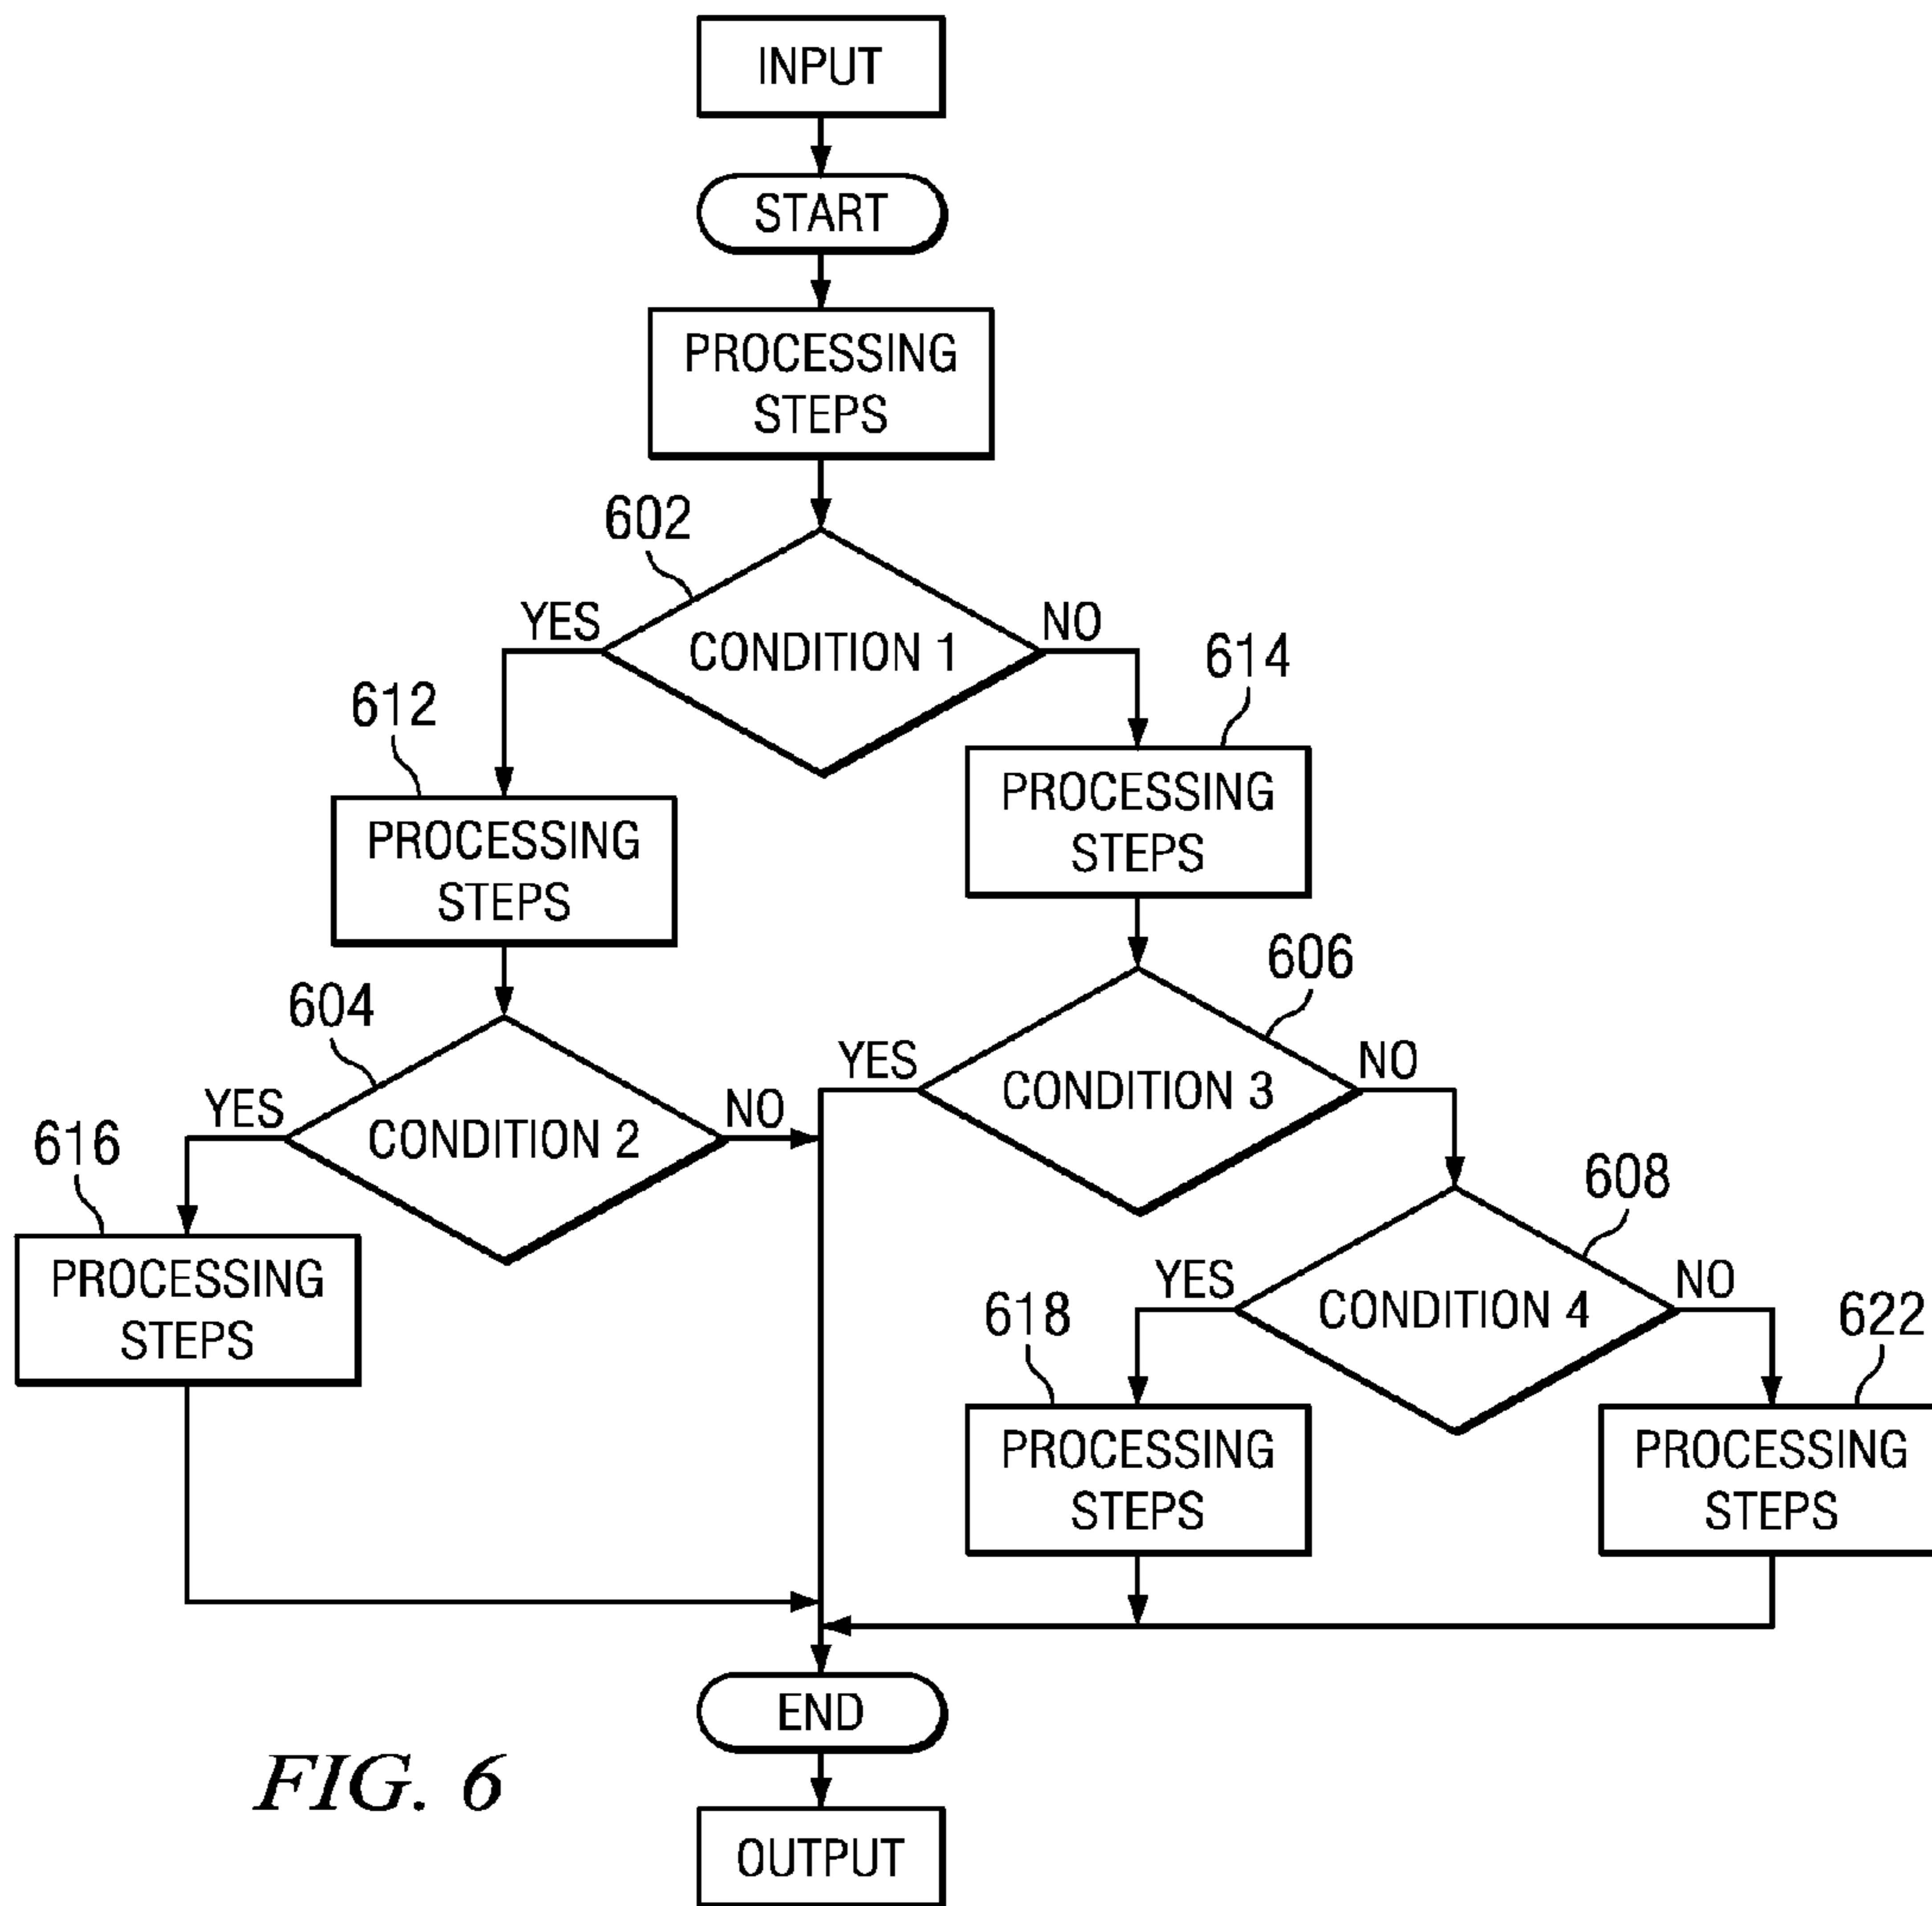 INPUT
START
PROCESSING
STEPS
602
YES
NO
CONDITION 1
614
612
PROCESSING
STEPS
PROCESSING
STEPS
606
604
YES
NO
CONDITION 3
YES
NO
CONDITION 2
616
608
PROCESSING
STEPS
YES
NO
CONDITION 4
618
622
PROCESSING
STEPS
PROCESSING
STEPS
END
FIG. 6
OUTPUT